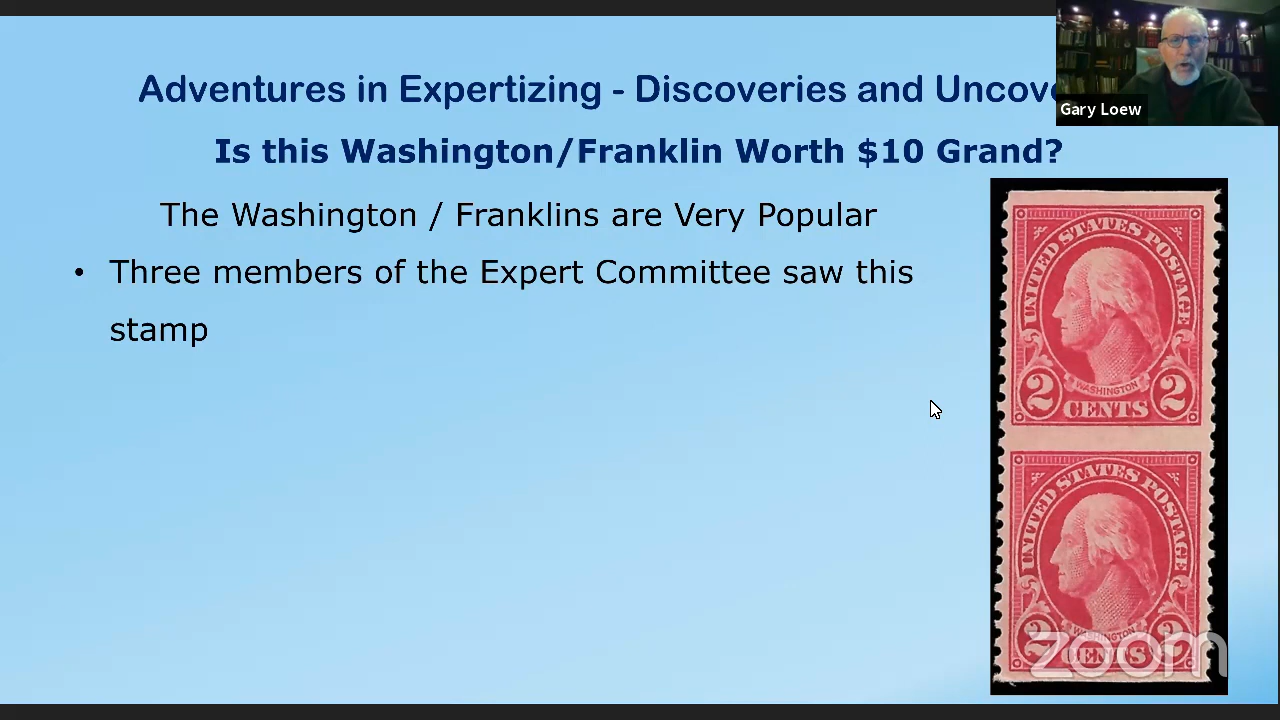 Adventures in Expertizing - Discoveries and Uncove
Gary Loew
Is this Washington/Franklin Worth $10 Grand?
The Washington / Franklins are Very Popular
• Three members of the Expert Committee saw this
stamp
UNITED STATES POSTAGE
WASHINGTON
2 CENTS 2
UNITED STATES POSTAGE
WASHINGTON
2 CENTS 2
zoom